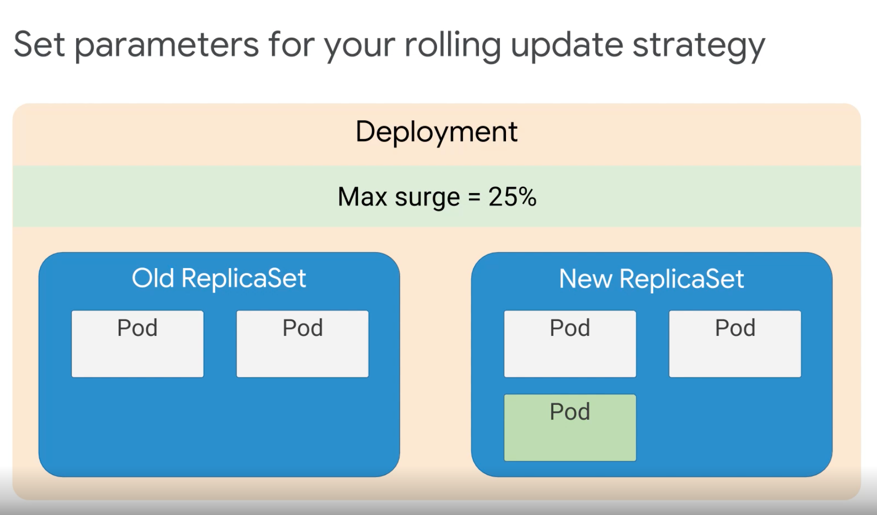 Set parameters for your rolling update strategy
Deployment
Max surge = 25%
Old ReplicaSet
Pod Pod
New ReplicaSet
Pod Pod
Pod